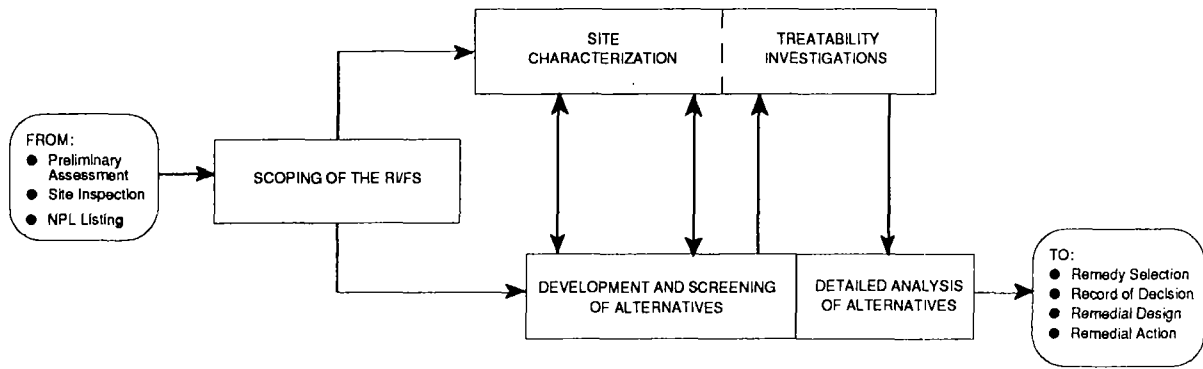 FROM:
● Preliminary
Assessment
● Site Inspection
● NPL Listing
SCOPING OF THE RI/FS
SITE
CHARACTERIZATION
TREATABILITY
INVESTIGATIONS
DEVELOPMENT AND SCREENING
OF ALTERNATIVES
DETAILED ANALYSIS
OF ALTERNATIVES
TO:
● Remedy Selection
● Record of Decision
● Remedial Design
● Remedial Action